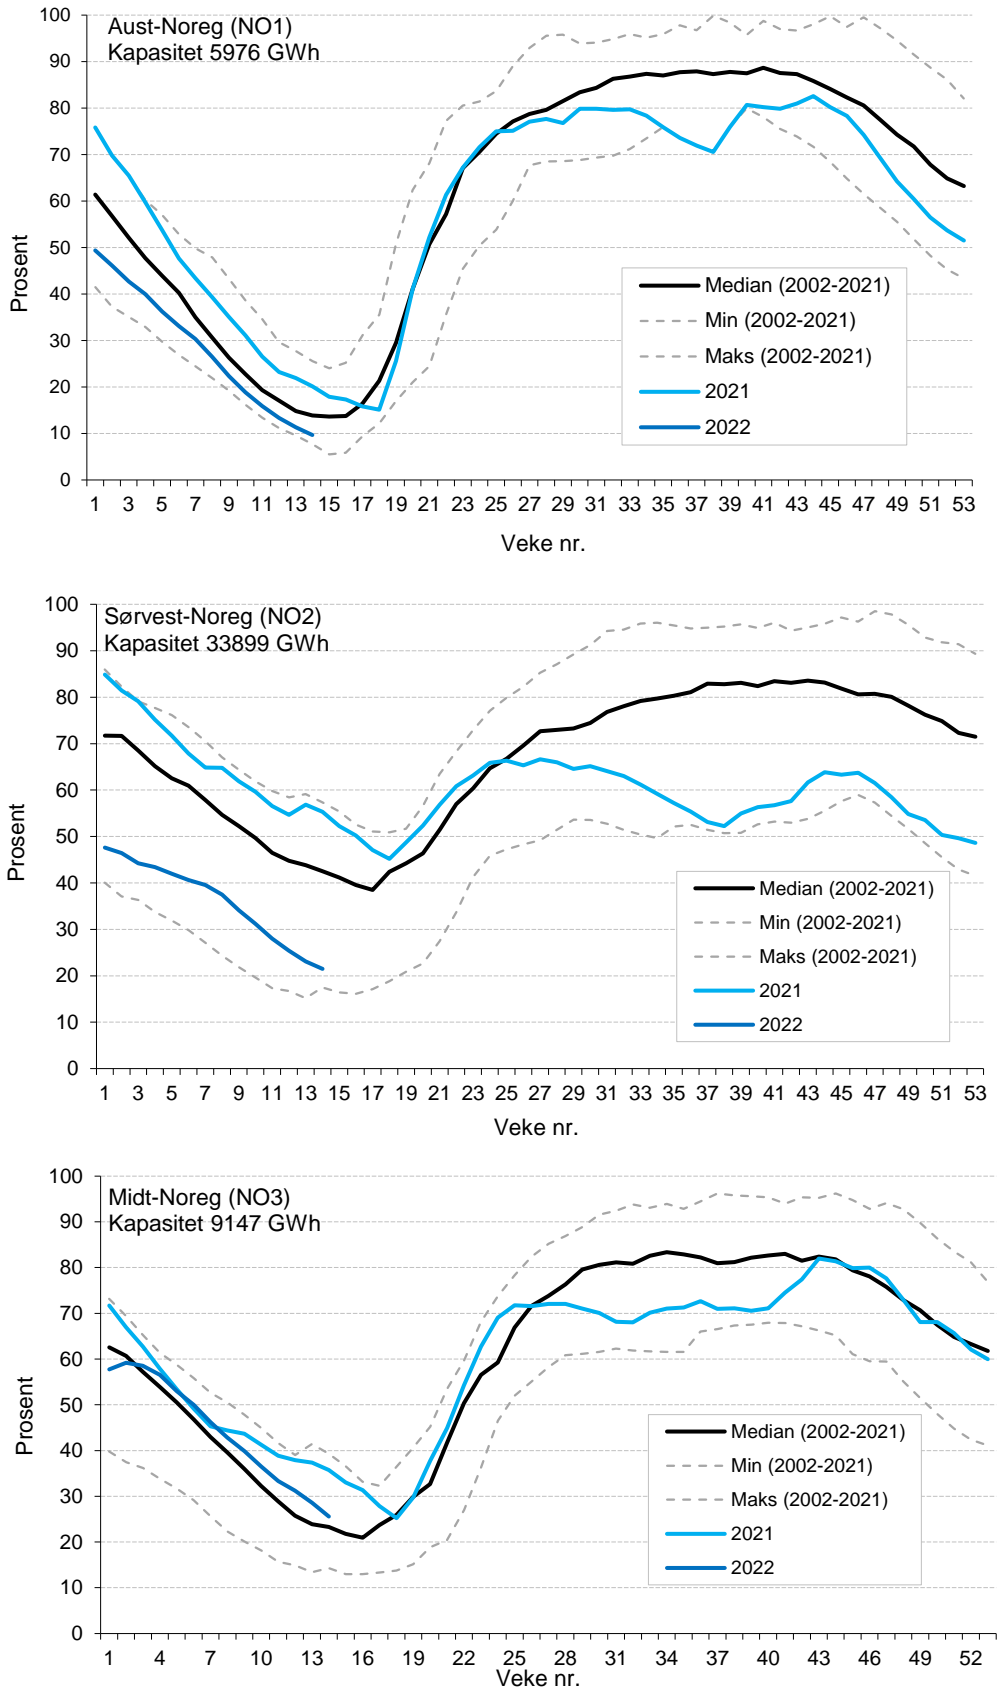 Aust-Noreg (NO1)
Kapasitet 5976 GWh
Prosent
100
90
80
70
60
50
40
30
20
10
0
Median (2002-2021)
Min (2002-2021)
Maks (2002-2021)
2021
2022
1 3 5 7 9 11 13 15 17 19 21 23 25 27 29 31 33 35 37 39 41 43 45 47 49 51 53
Veke nr.
Sørvest-Noreg (NO2)
Kapasitet 33899 GWh
Prosent
100
90
80
70
60
50
40
30
20
10
0
Median (2002-2021)
Min (2002-2021)
Maks (2002-2021)
2021
2022
1 3 5 7 9 11 13 15 17 19 21 23 25 27 29 31 33 35 37 39 41 43 45 47 49 51 53
Veke nr.
Midt-Noreg (NO3)
Kapasitet 9147 GWh
Prosent
100
90
80
70
60
50
40
30
20
10
0
Median (2002-2021)
Min (2002-2021)
Maks (2002-2021)
2021
2022
1 4 7 10 13 16 19 22 25 28 31 34 37 40 43 46 49 52
Veke nr.